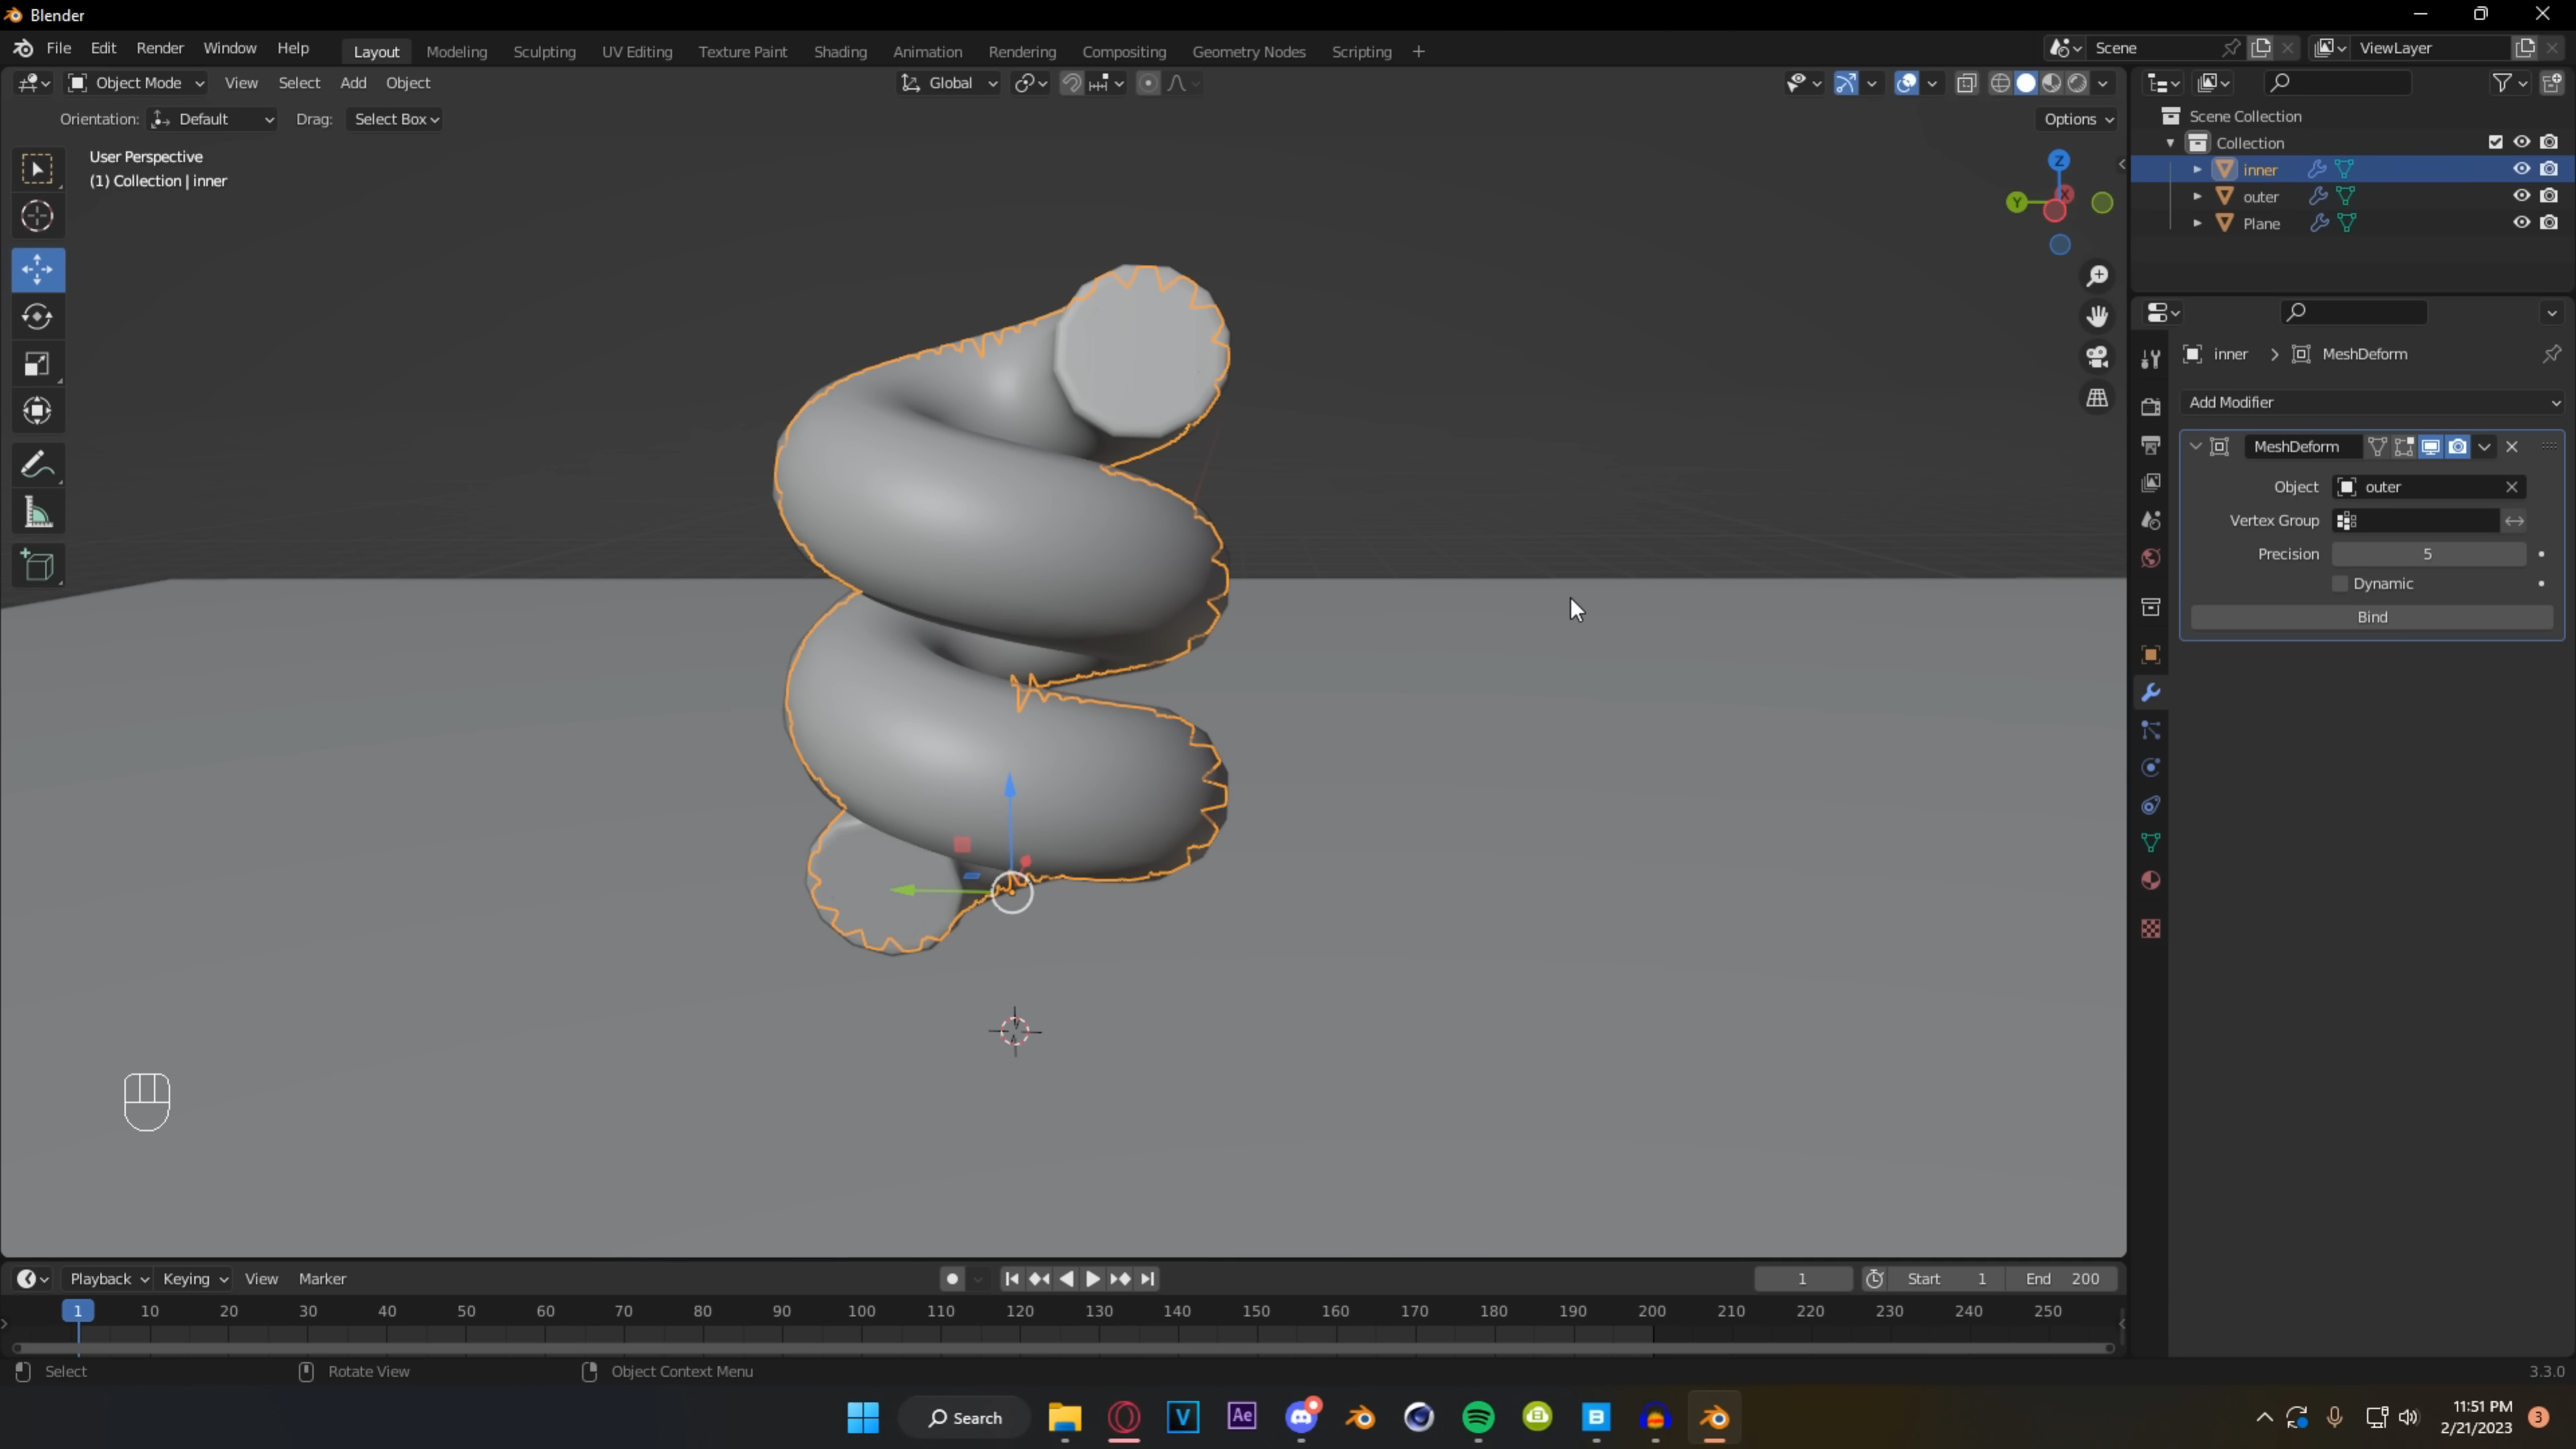 Blender
File Edit Render Window Help
Layout Modeling Sculpting UV Editing Texture Paint Shading Animation Rendering Compositing Geometry Nodes Scripting +
Scene
ViewLayer
Object Mode View Select Add Object
Global
Orientation: Default Drag: Select Box
Options
User Perspective
(1) Collection | inner
Z
X
Y
Scene Collection
Collection
inner
outer
Plane
inner > MeshDeform
Add Modifier
MeshDeform
Object outer
Vertex Group
Precision 5
Dynamic
Bind
Playback Keying View Marker
1
Start 1
End 200
1 10 20 30 40 50 60 70 80 90 100 110 120 130 140 150 160 170 180 190 200 210 220 230 240 250
Select
Rotate View
Object Context Menu
3.3.0
Search
V
Ae
B
B
11:51 PM
2/21/2023
3